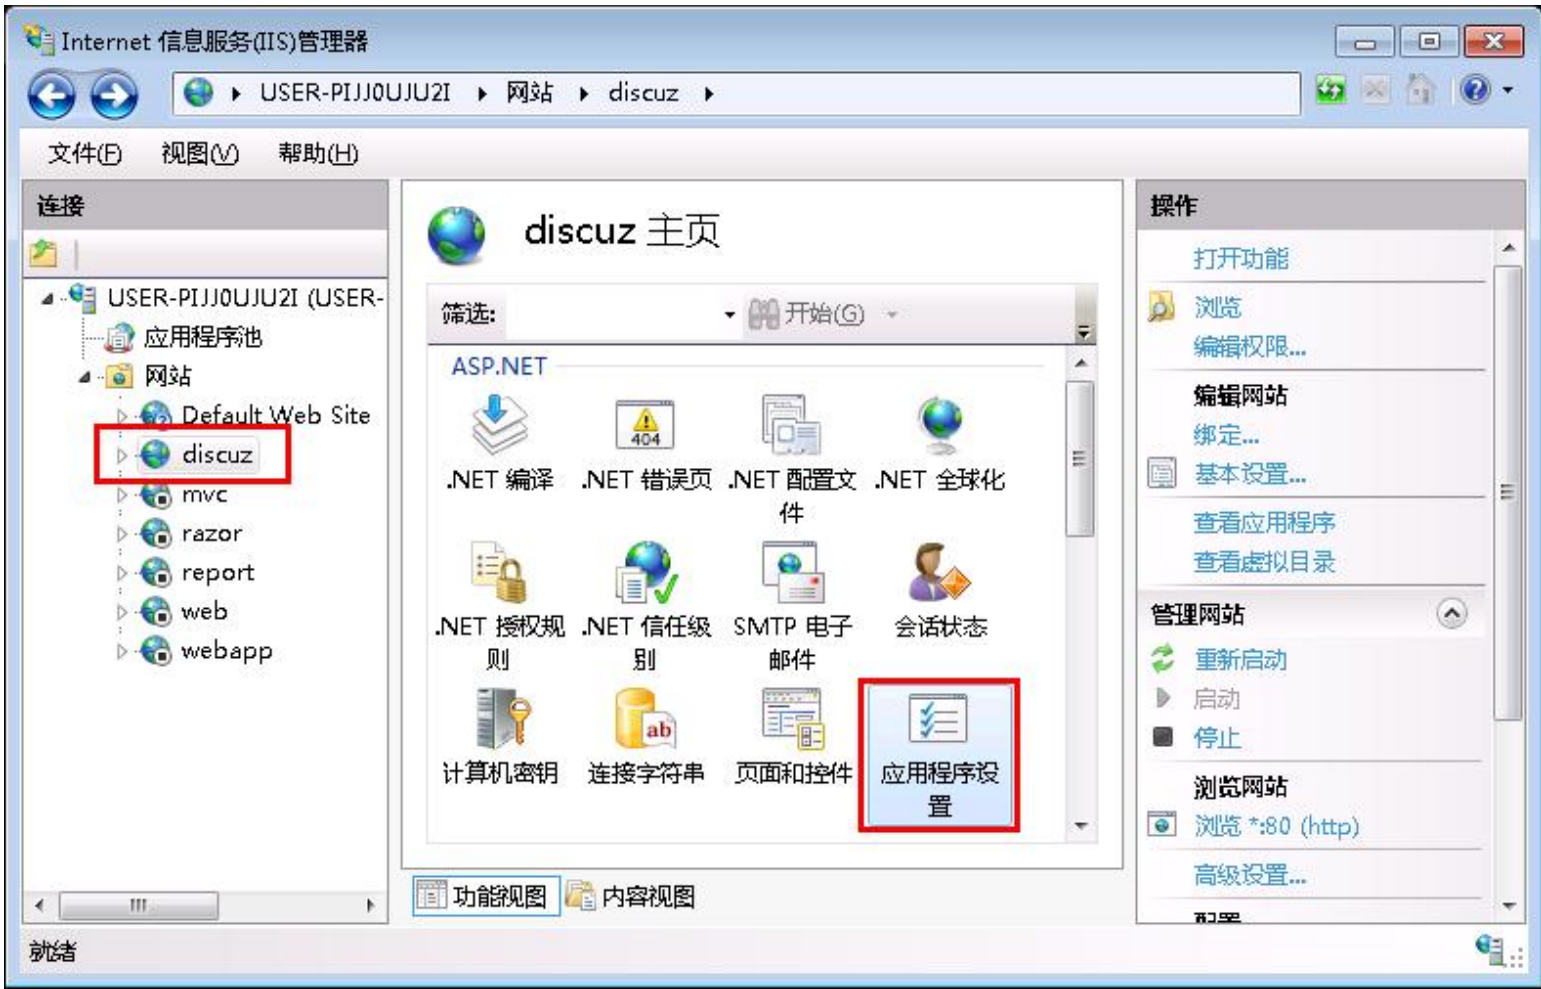 Internet 信息服务(IIS)管理器
USER-PIJJ0UJU2I
网站
discuz
文件(F)
视图(V)
帮助(H)
连接
USER-PIJJ0UJU2I (USER-
应用程序池
网站
Default Web Site
discuz
mvc
razor
report
web
webapp
discuz 主页
筛选:
开始(G)
ASP.NET
.NET 编译
.NET 错误页
404
.NET 配置文
件
.NET 全球化
.NET 授权规
则
.NET 信任级
别
SMTP 电子
邮件
会话状态
计算机密钥
ab
连接字符串
页面和控件
应用程序设
置
功能视图
内容视图
操作
打开功能
浏览
编辑权限...
编辑网站
绑定...
基本设置...
查看应用程序
查看虚拟目录
管理网站
重新启动
启动
停止
浏览网站
浏览 *:80 (http)
高级设置...
配置
就绪